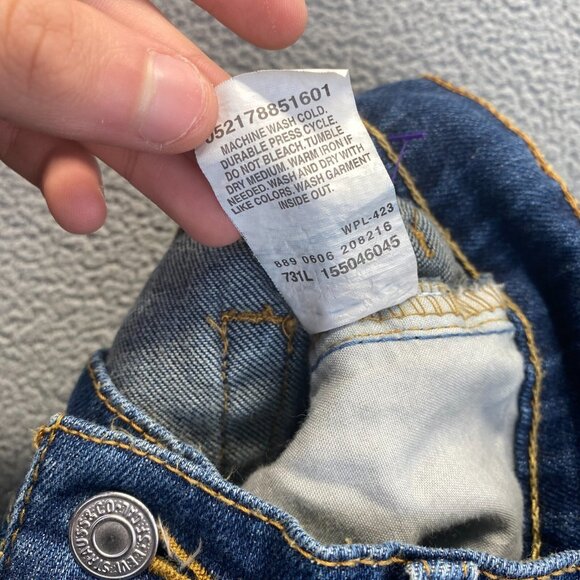 052178851601
MACHINE WASH COLD.
DURABLE PRESS CYCLE.
DO NOT BLEACH. TUMBLE
DRY MEDIUM. WARM IRON IF
NEEDED. WASH AND DRY WITH
LIKE COLORS. WASH GARMENT
INSIDE OUT.
WPL-423
889 0606 208216
731L 155046045